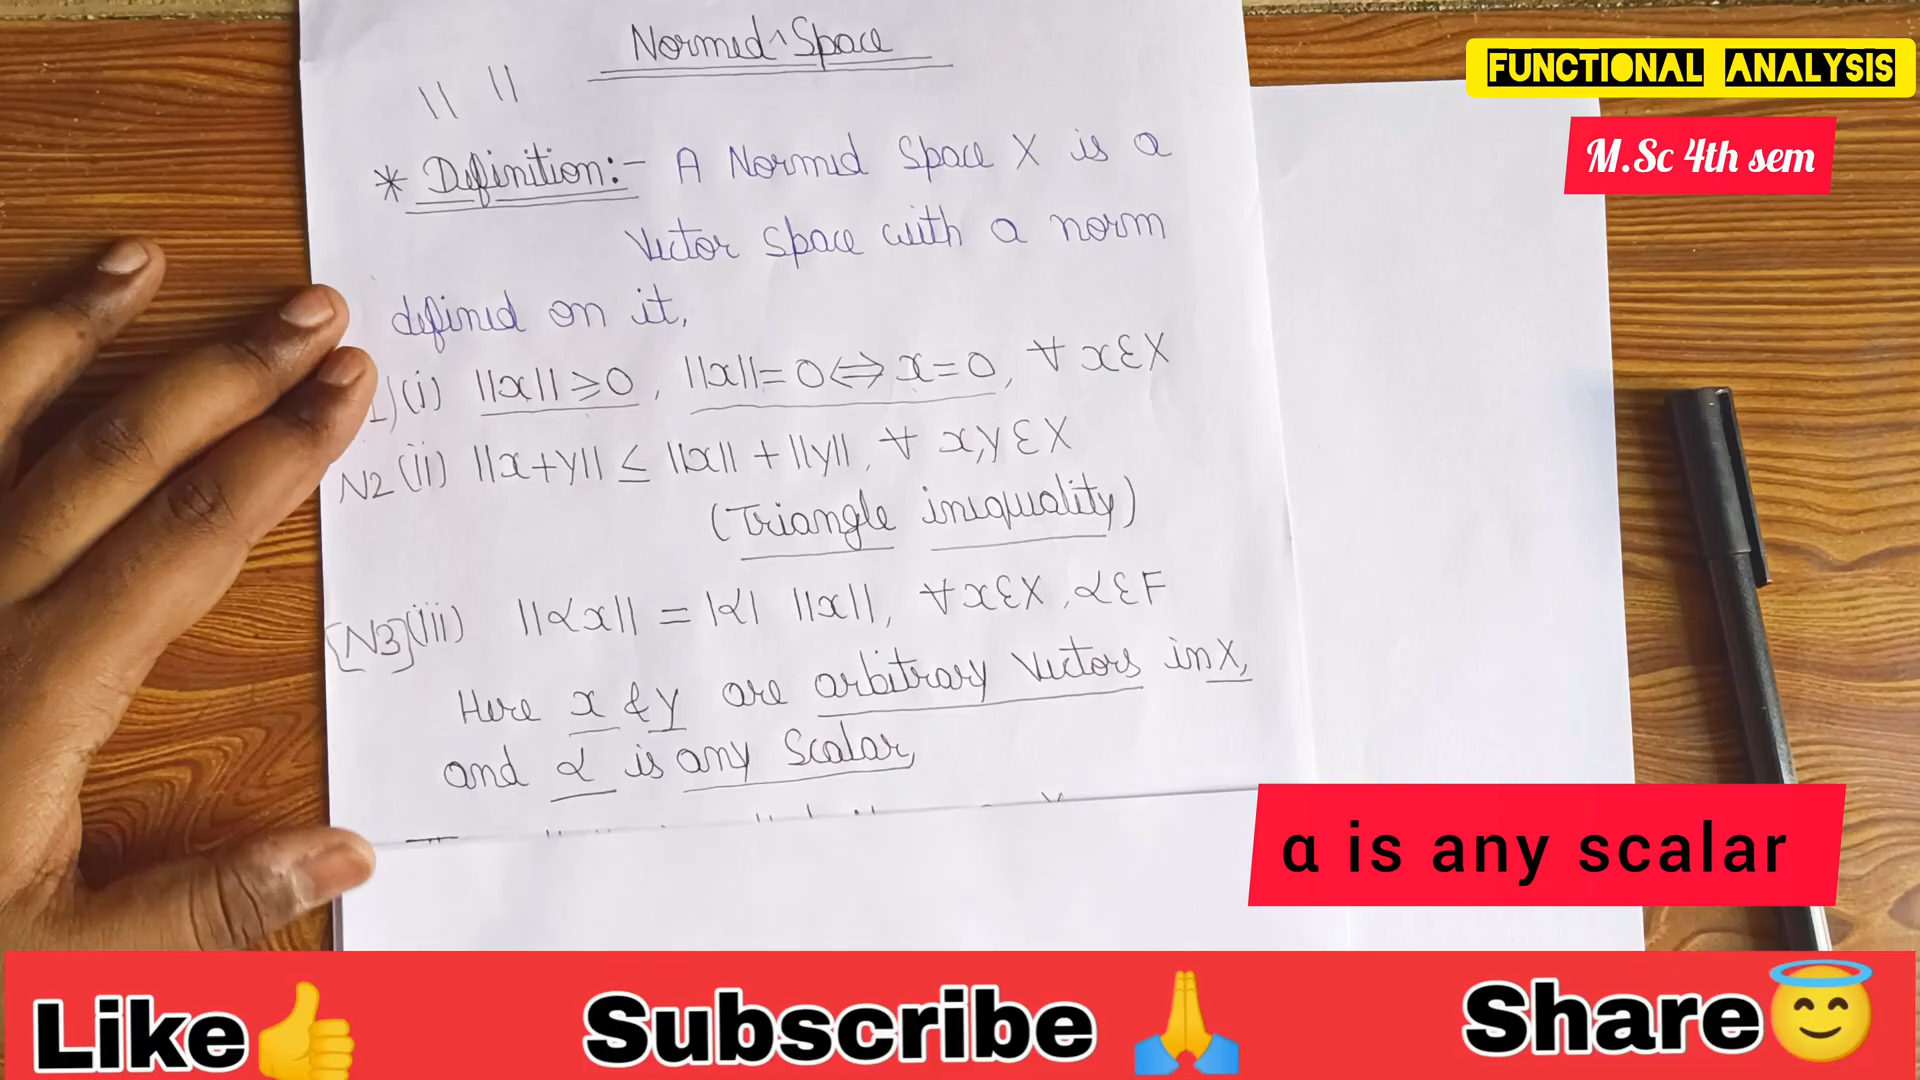 Normed ^ Space
|| ||
* Definition:- A Normed Space X is a
Vector Space with a norm
defined on it,
1) (i) ||x|| ⩾ 0, ||x|| = 0 ⇔ x = 0, ∀ x ε X
N2 (ii) ||x+y|| ≤ ||x|| + ||y||, ∀ x, y ε X
(Triangle inequality)
[N3] (iii) ||αx|| = |α| ||x||, ∀ x ε X, α ε F
Here x & y are arbitrary Vectors in X,
and α is any Scalar,
FUNCTIONAL ANALYSIS
M.Sc 4th sem
α is any scalar
Like👍 Subscribe 🙏 Share😇